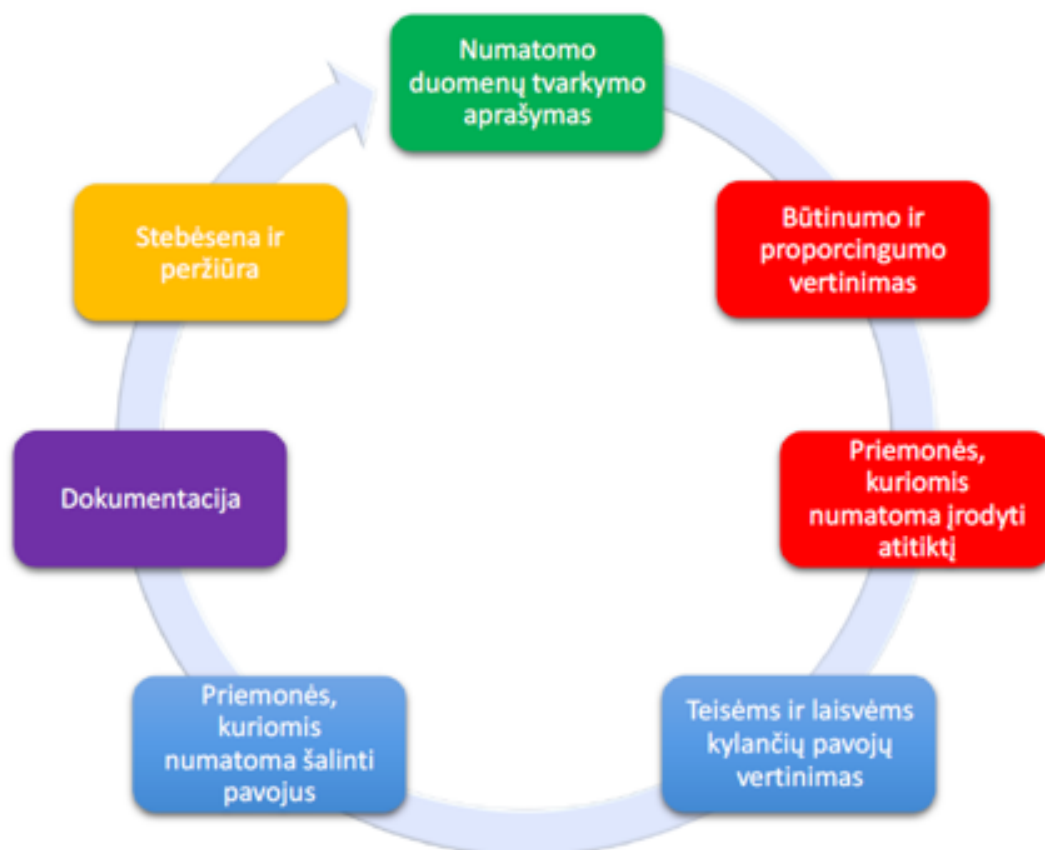 Numatomo
duomenų tvarkymo
aprašymas
Būtinumo ir
proporcingumo
vertinimas
Priemonės,
kuriomis
numatoma įrodyti
atitiktį
Teisėms ir laisvėms
kylančių pavojų
vertinimas
Priemonės,
kuriomis
numatoma šalinti
pavojus
Dokumentacija
Stebėsena ir
peržiūra